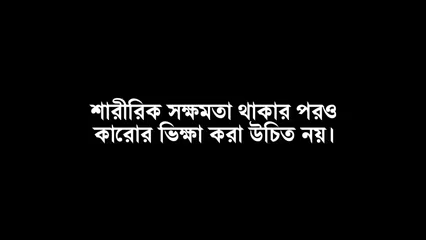 শারীরিক সক্ষমতা থাকার পরও
কারোর ভিক্ষা করা উচিত নয়।